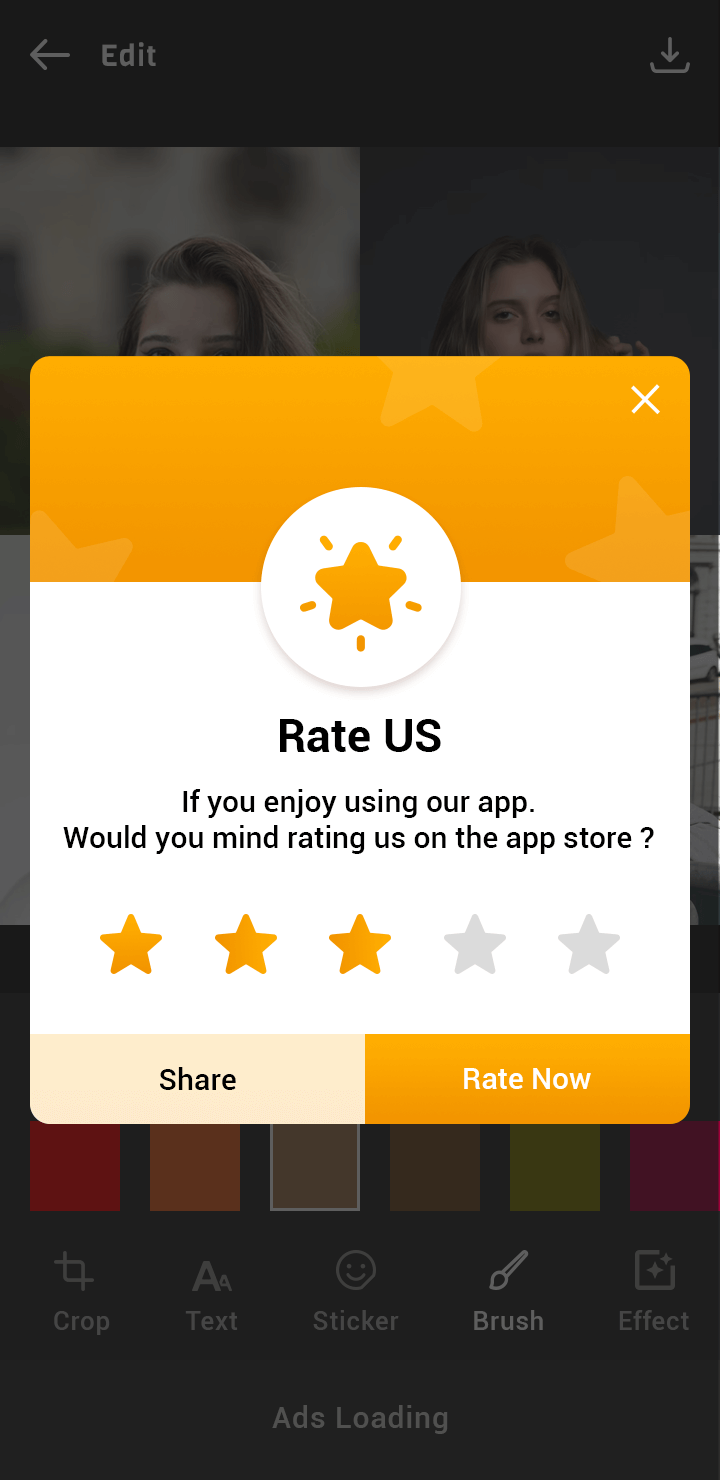 Edit
Rate US
If you enjoy using our app.
Would you mind rating us on the app store ?
Share
Rate Now
Crop
Text
Sticker
Brush
Effect
Ads Loading